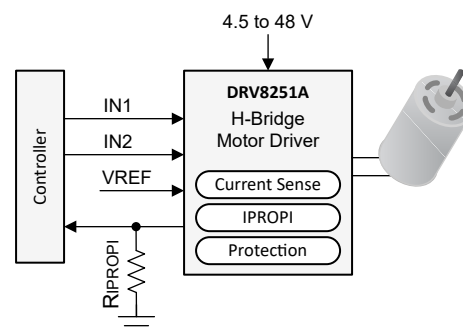 4.5 to 48 V
DRV8251A
H-Bridge
Motor Driver
Controller
IN1
IN2
VREF
Current Sense
IPROPI
Protection
RIPROPI